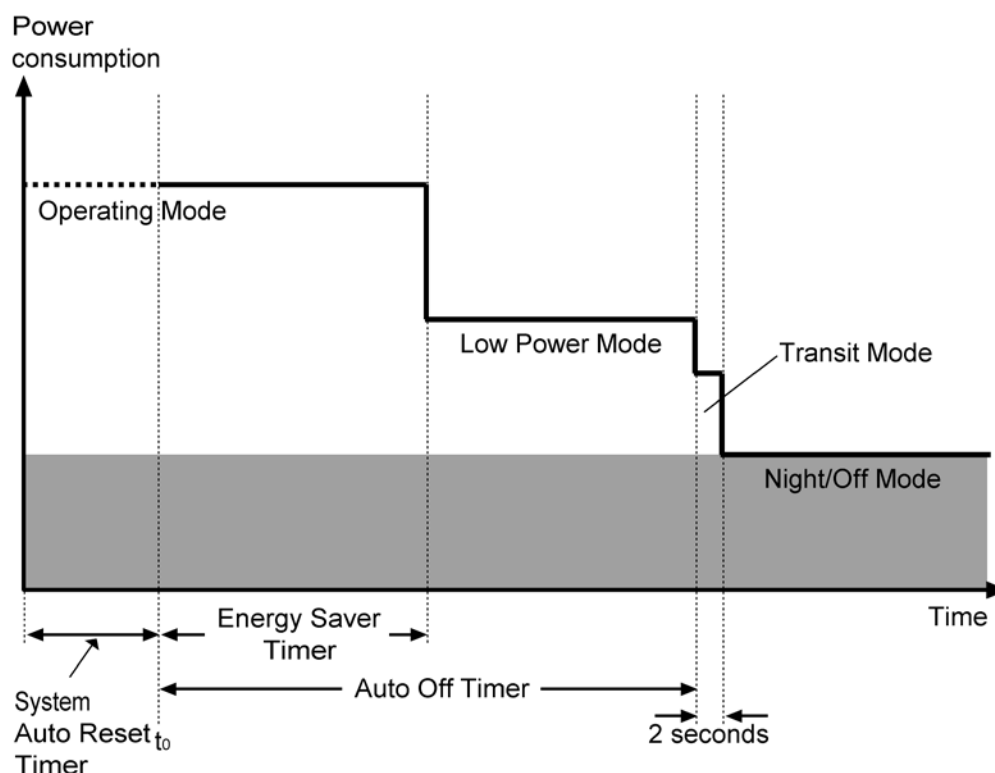 Power
consumption
Operating Mode
Low Power Mode
Transit Mode
Night/Off Mode
Time
Energy Saver
Timer
Auto Off Timer
System
Auto Reset t0
Timer
2 seconds